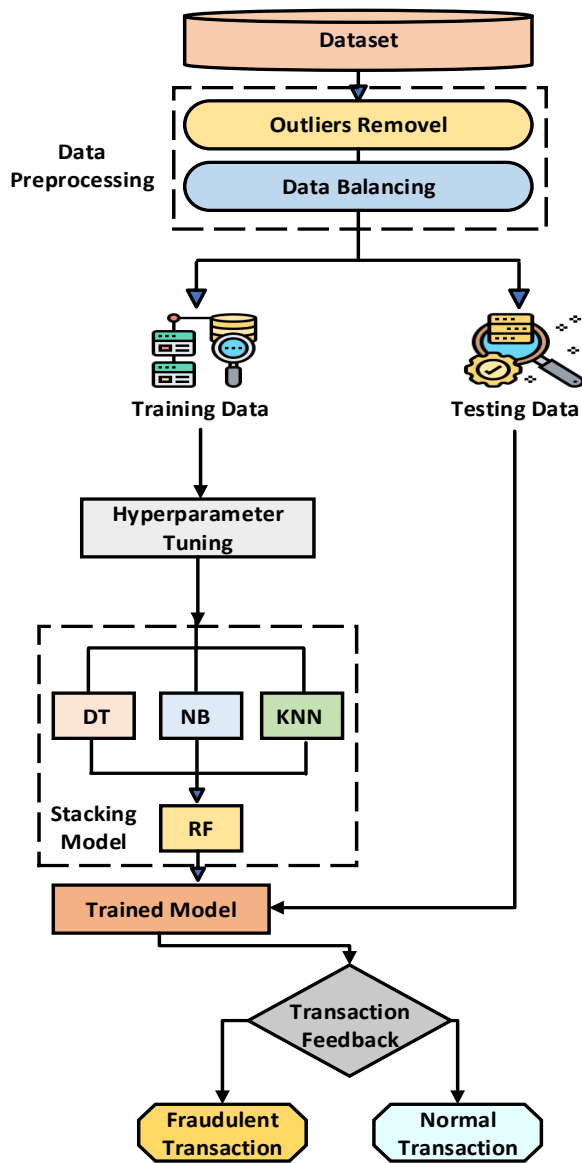 Dataset
Outliers Removel
Data
Preprocessing
Data Balancing
Training Data
Testing Data
Hyperparameter
Tuning
DT
NB
KNN
Stacking
Model
RF
Trained Model
Transaction
Feedback
Fraudulent
Transaction
Normal
Transaction